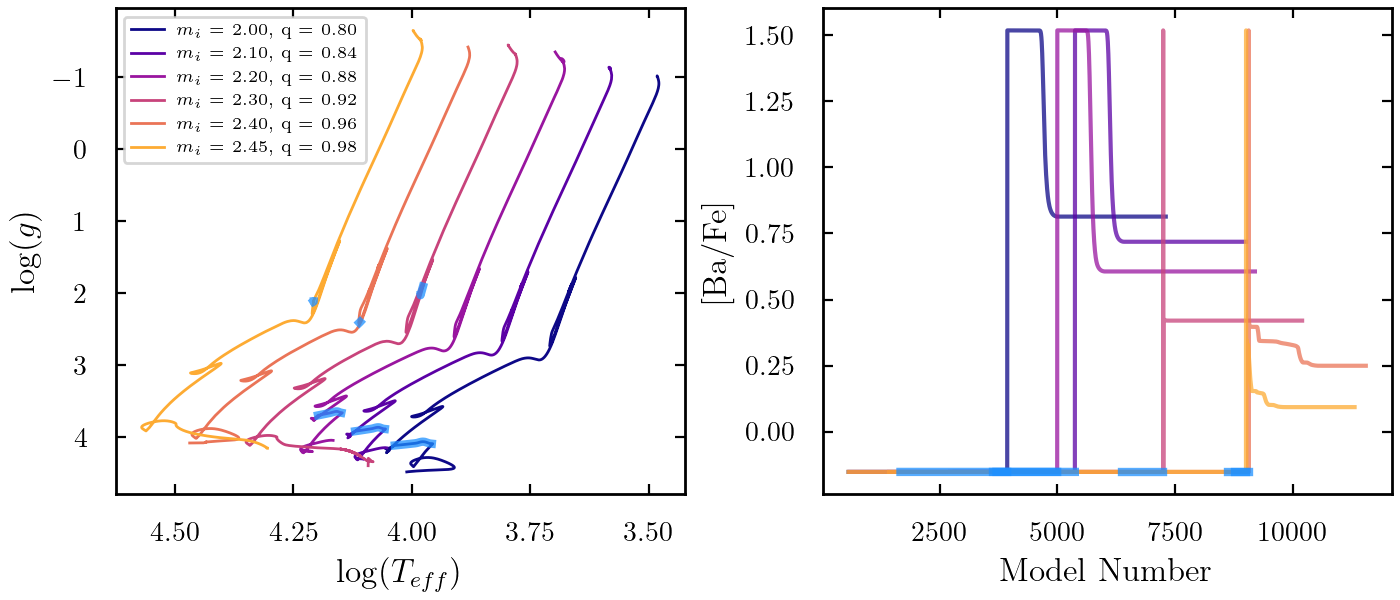 m_i = 2.00, q = 0.80
m_i = 2.10, q = 0.84
m_i = 2.20, q = 0.88
m_i = 2.30, q = 0.92
m_i = 2.40, q = 0.96
m_i = 2.45, q = 0.98
−1
0
1
2
3
4
log(g)
4.50 4.25 4.00 3.75 3.50
log(T_eff)
1.50
1.25
1.00
0.75
0.50
0.25
0.00
[Ba/Fe]
2500 5000 7500 10000
Model Number